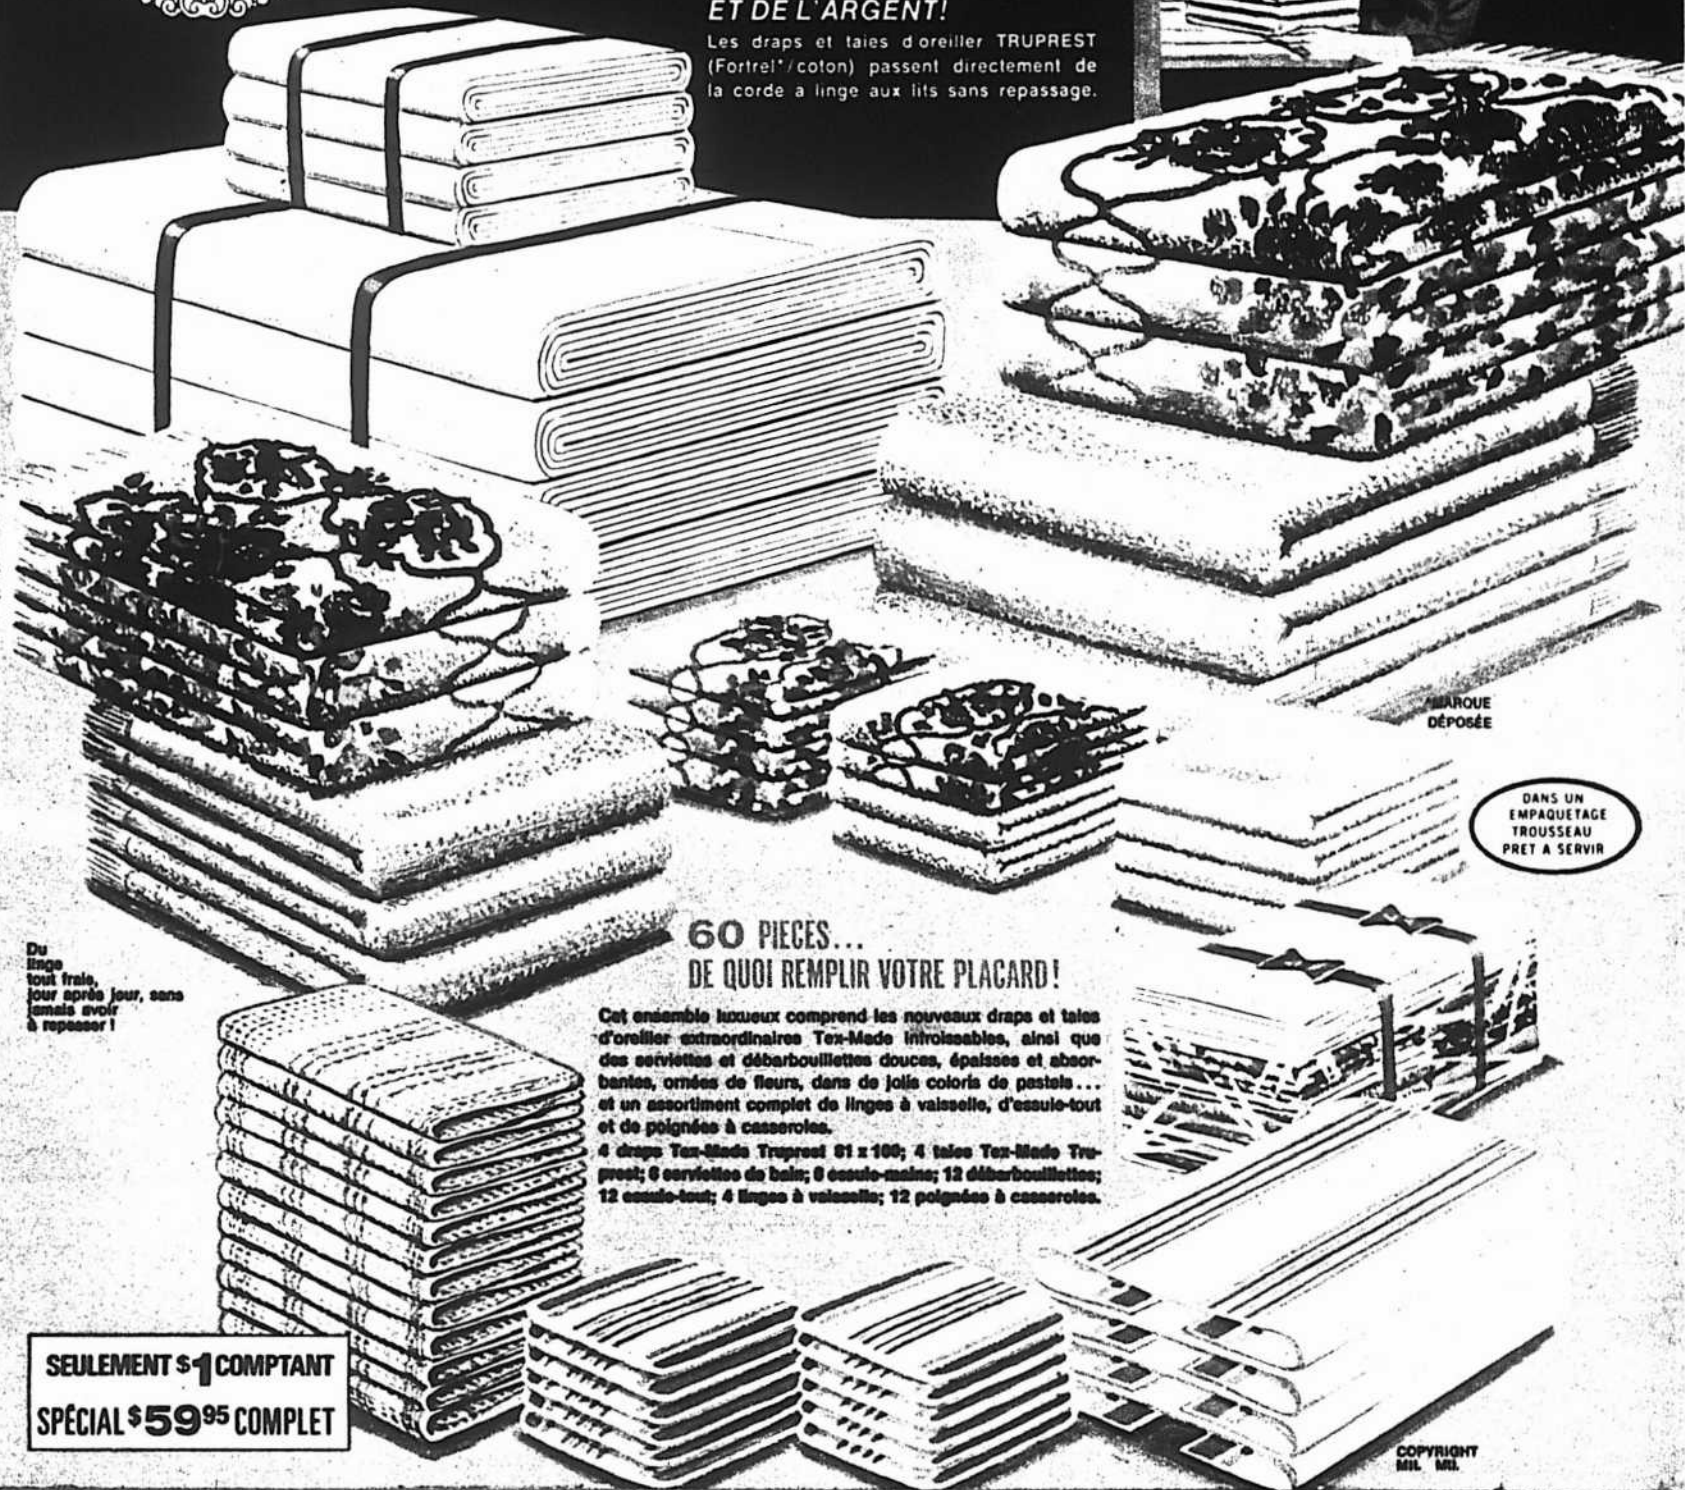 ET DE L'ARGENT!
Les draps et taies d'oreiller TRUPREST
(Fortrel*/coton) passent directement de
la corde a linge aux lits sans repassage.
*MARQUE
DÉPOSÉE
DANS UN
EMPAQUETAGE
TROUSSEAU
PRET A SERVIR
Du
linge
tout frais,
jour après jour, sans
jamais avoir
à repasser !
60 PIECES...
DE QUOI REMPLIR VOTRE PLACARD!
Cet ensemble luxueux comprend les nouveaux draps et taies
d'oreiller extraordinaires Tex-Made infroissables, ainsi que
des serviettes et débarbouillettes douces, épaisses et absor-
bantes, ornées de fleurs, dans de jolis coloris de pastels...
et un assortiment complet de linges à vaisselle, d'essuie-tout
et de poignées à casseroles.
4 draps Tex-Made Truprest 81 x 100; 4 taies Tex-Made Tru-
prest; 6 serviettes de bain; 6 essuie-mains; 12 débarbouillettes;
12 essuie-tout; 4 linges à vaisselle; 12 poignées à casseroles.
SEULEMENT $1 COMPTANT
SPÉCIAL $59 95 COMPLET
COPYRIGHT